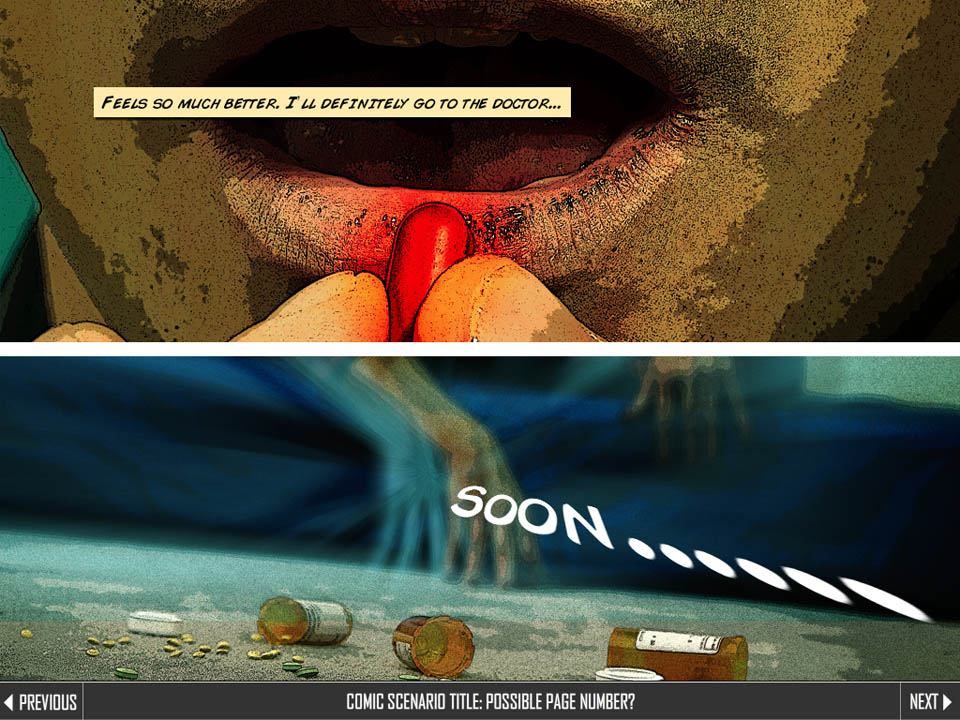 FEELS SO MUCH BETTER. I'LL DEFINITELY GO TO THE DOCTOR...
SOON......
PREVIOUS
COMIC SCENARIO TITLE: POSSIBLE PAGE NUMBER?
NEXT